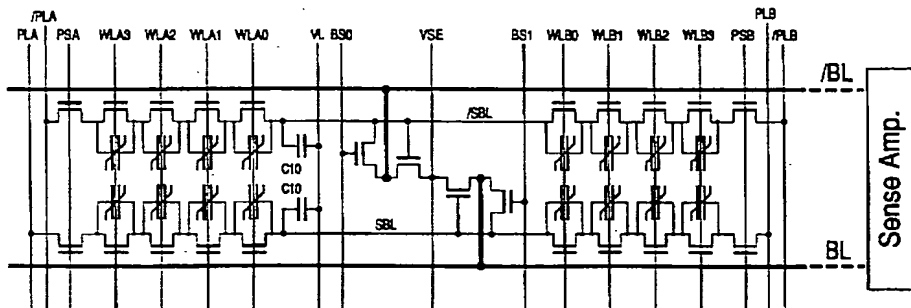 /PLA
PLB
PLA PSA WLA3 WLA2 WLA1 WLA0 VL BS0 VSE BS1 WLB0 WLB1 WLB2 WLB3 PSB /PLB
/BL
/SBL
C10
C10
SBL
BL
Sense Amp.